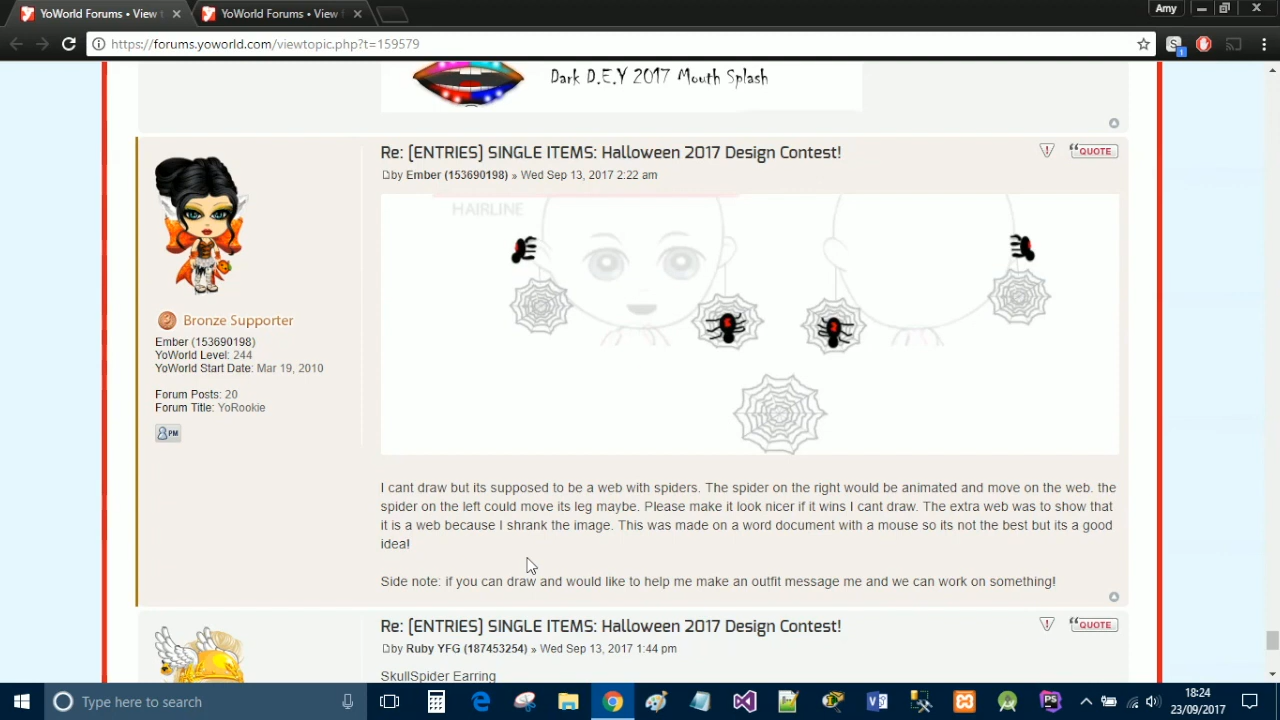 YoWorld Forums • View t
YoWorld Forums • View f
Amy
https://forums.yoworld.com/viewtopic.php?t=159579
S
1
Dark D.E.Y 2017 Mouth Splash
Re: [ENTRIES] SINGLE ITEMS: Halloween 2017 Design Contest!
QUOTE
by Ember (153690198) » Wed Sep 13, 2017 2:22 am
HAIRLINE
Bronze Supporter
Ember (153690198)
YoWorld Level: 244
YoWorld Start Date: Mar 19, 2010
Forum Posts: 20
Forum Title: YoRookie
PM
I cant draw but its supposed to be a web with spiders. The spider on the right would be animated and move on the web. the
spider on the left could move its leg maybe. Please make it look nicer if it wins I cant draw. The extra web was to show that
it is a web because I shrank the image. This was made on a word document with a mouse so its not the best but its a good
idea!
Side note: if you can draw and would like to help me make an outfit message me and we can work on something!
Re: [ENTRIES] SINGLE ITEMS: Halloween 2017 Design Contest!
QUOTE
by Ruby YFG (187453254) » Wed Sep 13, 2017 1:44 pm
SkullSpider Earring
Type here to search
PS
18:24
23/09/2017